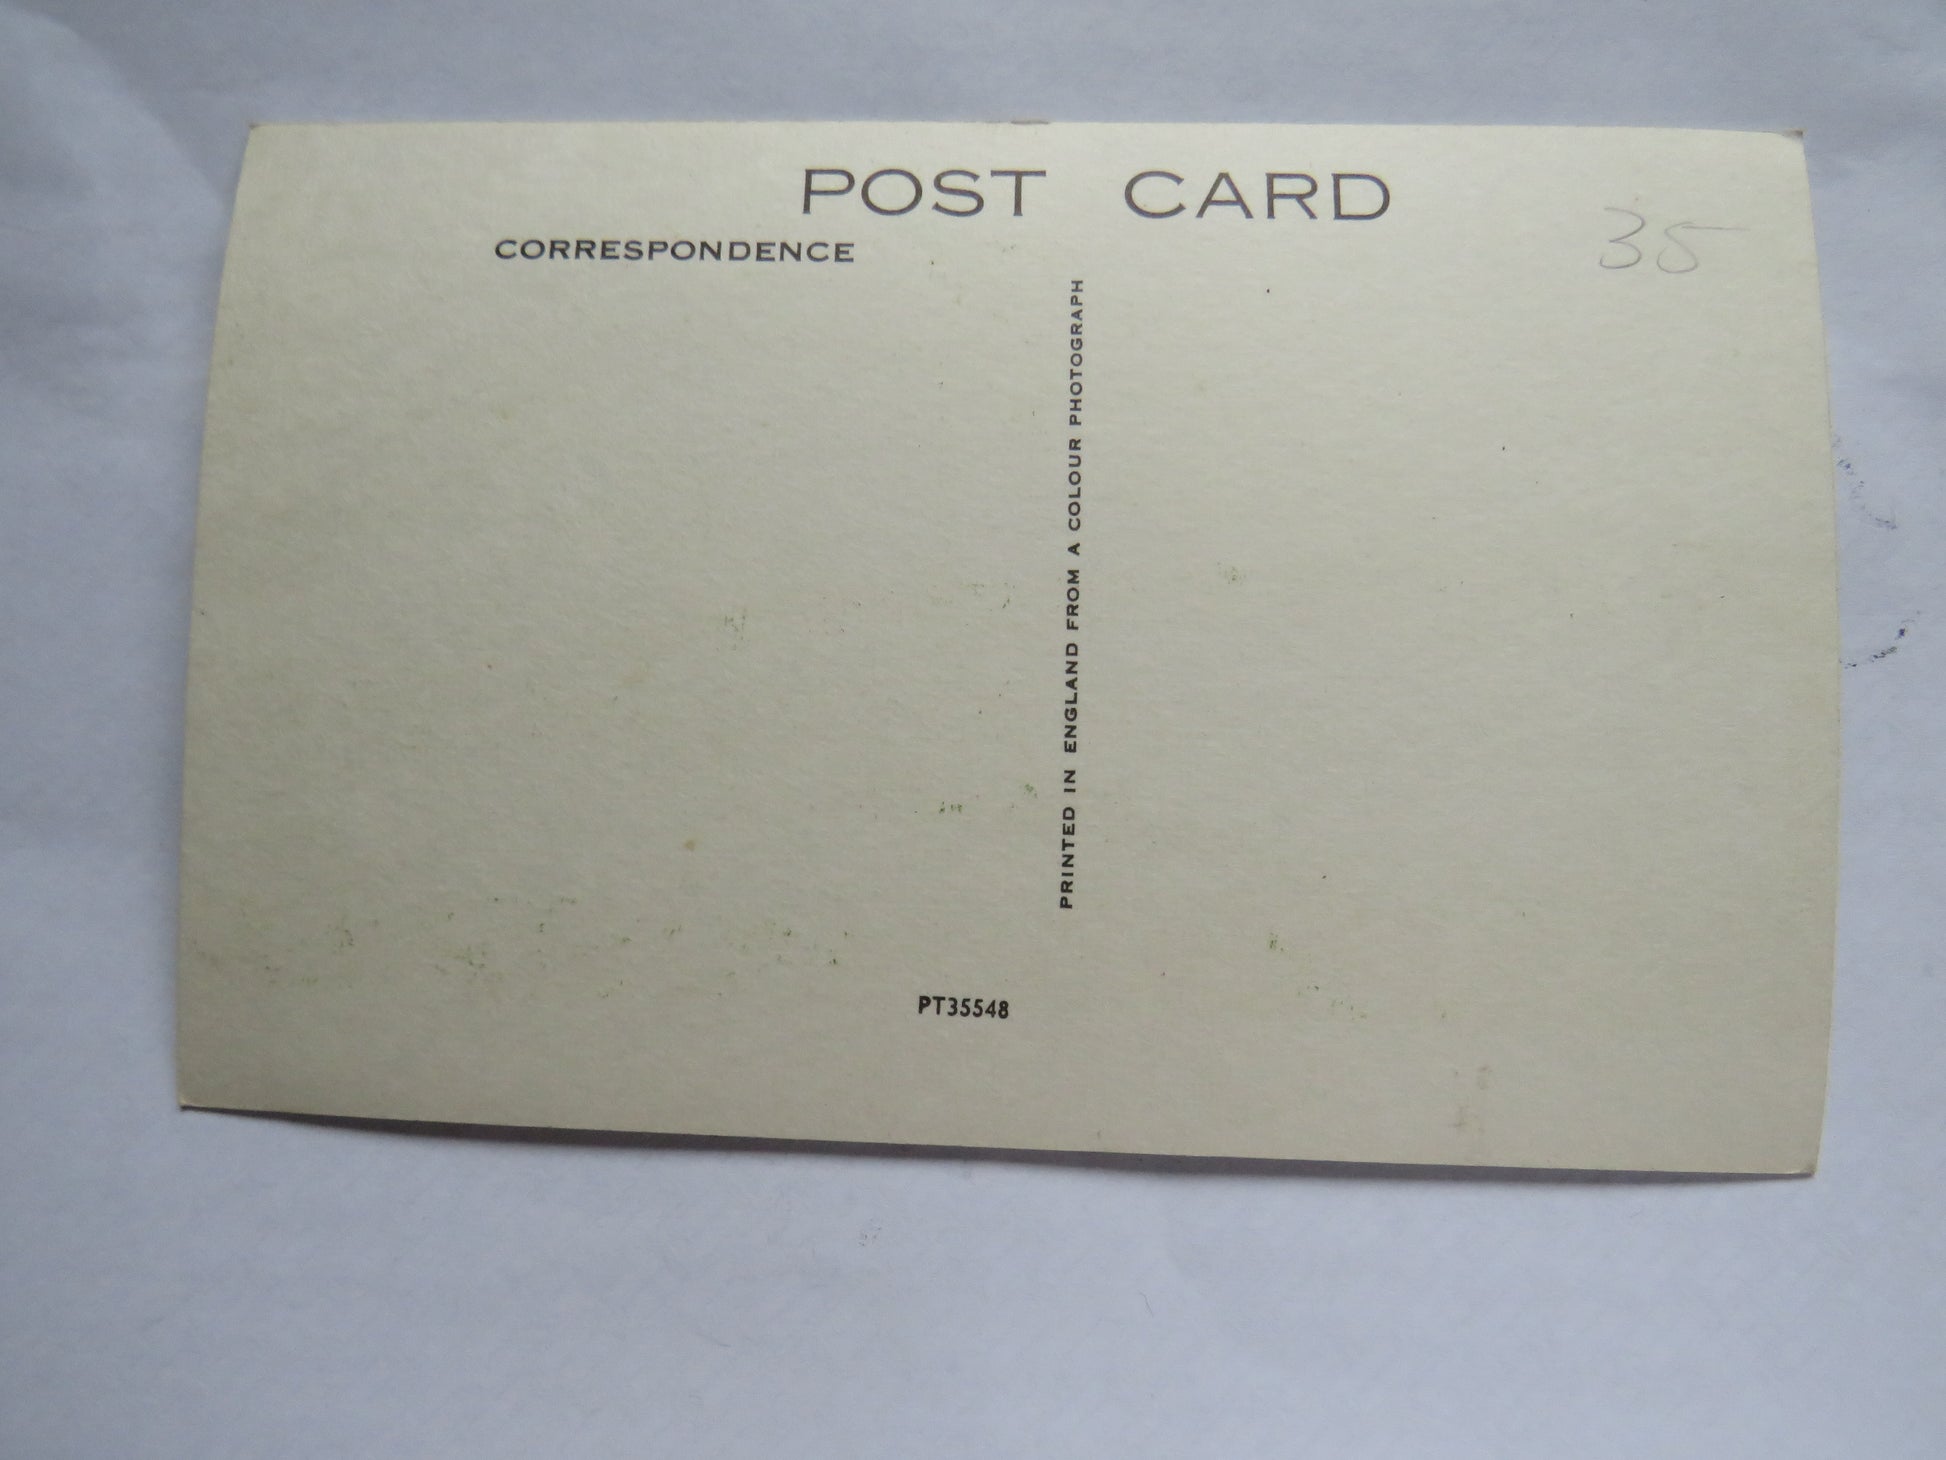 POST CARD
CORRESPONDENCE
35
PRINTED IN ENGLAND FROM A COLOUR PHOTOGRAPH
PT35548